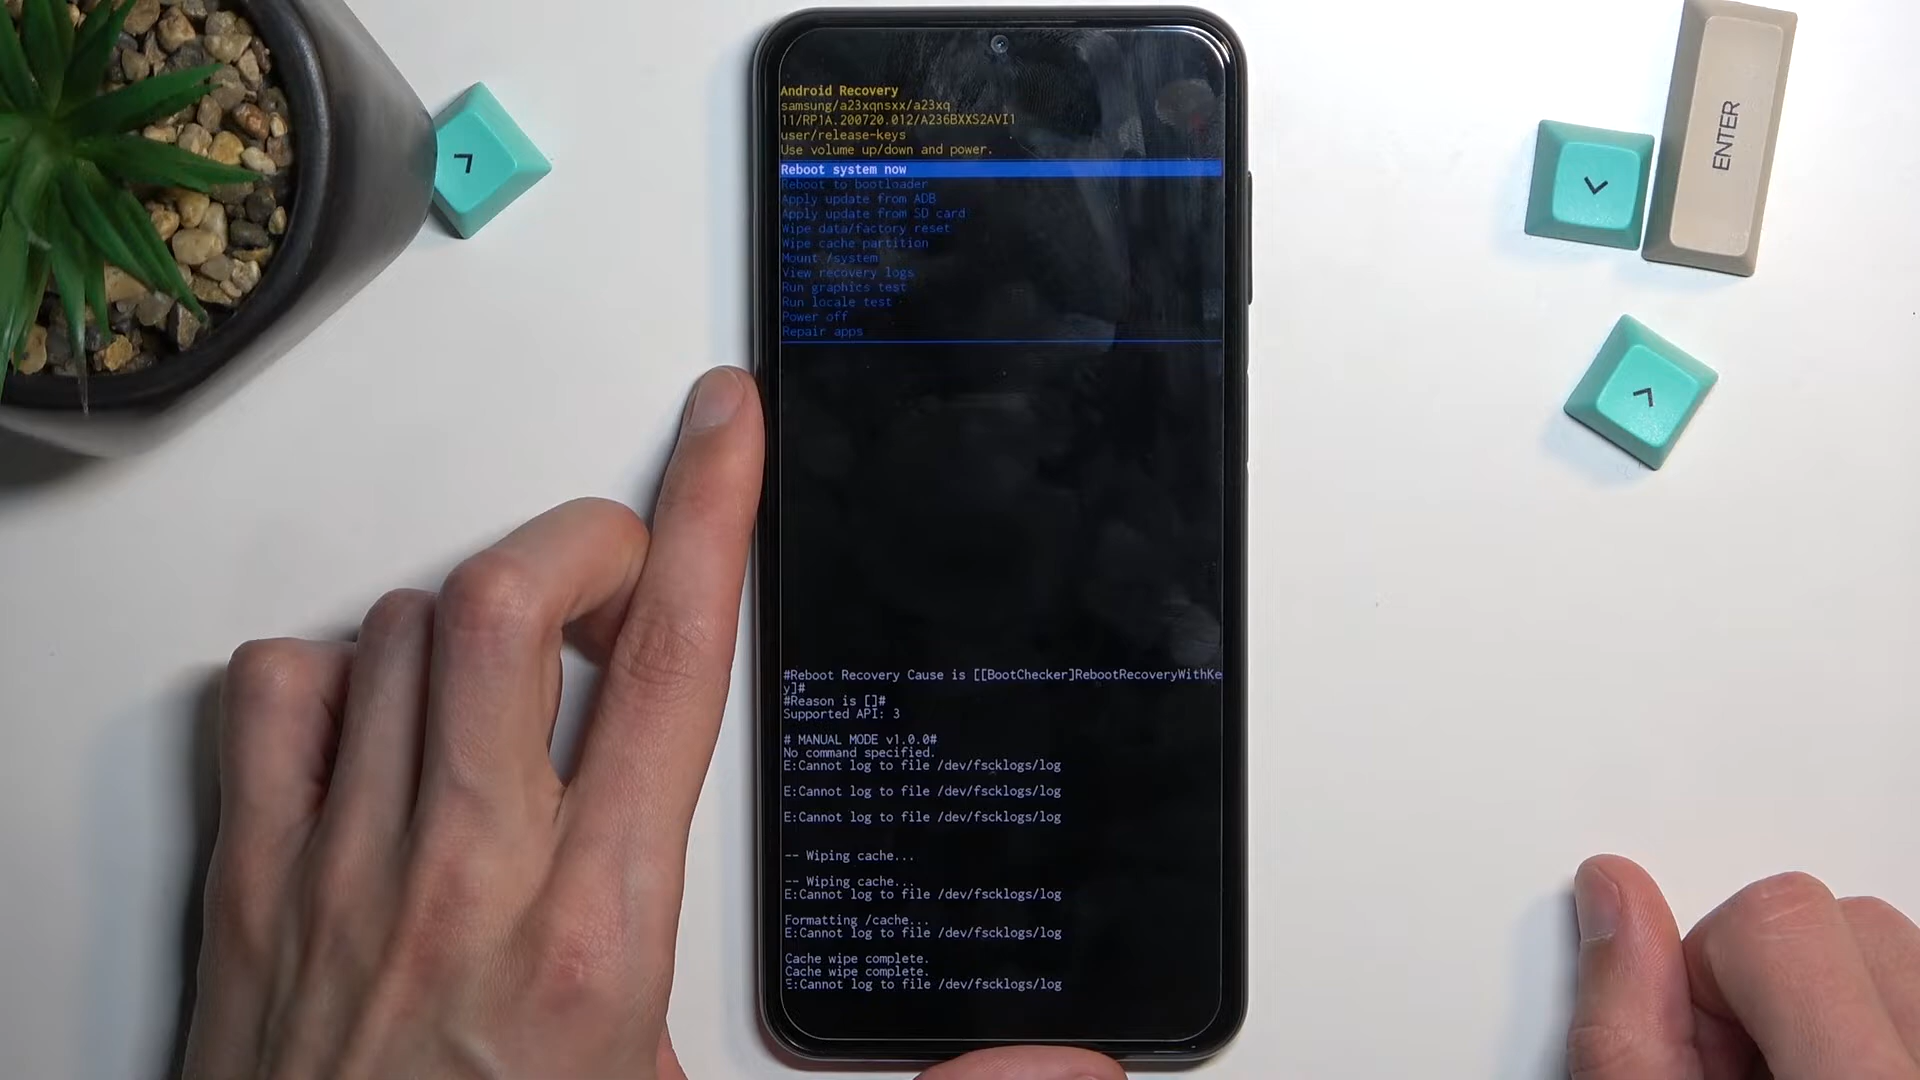 Android Recovery
samsung/a23xqnsxx/a23xq
11/RP1A.200720.012/A236BXXS2AVI1
user/release-keys
Use volume up/down and power.
Reboot system now
Reboot to bootloader
Apply update from ADB
Apply update from SD card
Wipe data/factory reset
Wipe cache partition
Mount /system
View recovery logs
Run graphics test
Run locale test
Power off
Repair apps
#Reboot Recovery Cause is [[BootChecker]RebootRecoveryWithKe
y]#
#Reason is []#
Supported API: 3
# MANUAL MODE v1.0.0#
No command specified.
E:Cannot log to file /dev/fscklogs/log
E:Cannot log to file /dev/fscklogs/log
E:Cannot log to file /dev/fscklogs/log
-- Wiping cache...
-- Wiping cache...
E:Cannot log to file /dev/fscklogs/log
Formatting /cache...
E:Cannot log to file /dev/fscklogs/log
Cache wipe complete.
Cache wipe complete.
E:Cannot log to file /dev/fscklogs/log
ENTER